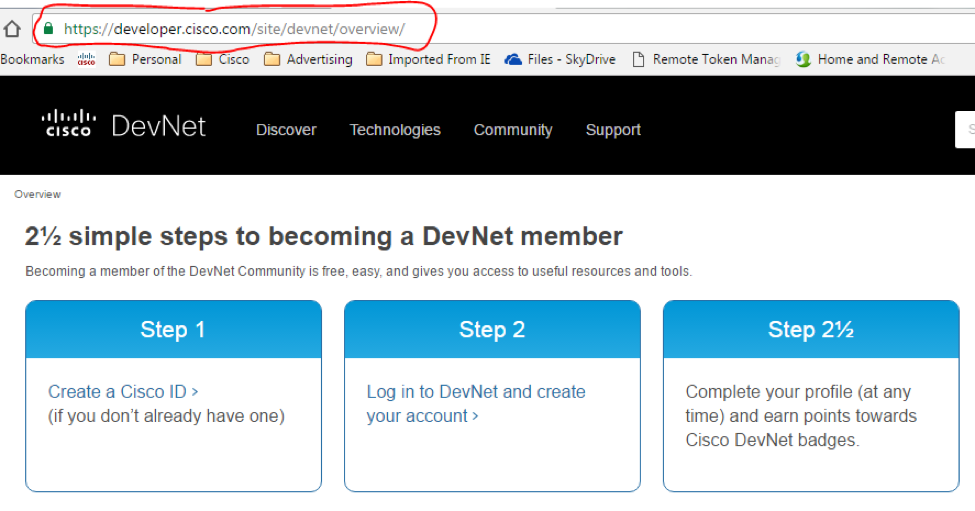 https://developer.cisco.com/site/devnet/overview/
Bookmarks cisco Personal Cisco Advertising Imported From IE Files - SkyDrive Remote Token Manag Home and Remote Ac
cisco DevNet Discover Technologies Community Support S
Overview
2½ simple steps to becoming a DevNet member
Becoming a member of the DevNet Community is free, easy, and gives you access to useful resources and tools.
Step 1 Step 2 Step 2½
Create a Cisco ID >
(if you don't already have one)
Log in to DevNet and create
your account >
Complete your profile (at any
time) and earn points towards
Cisco DevNet badges.